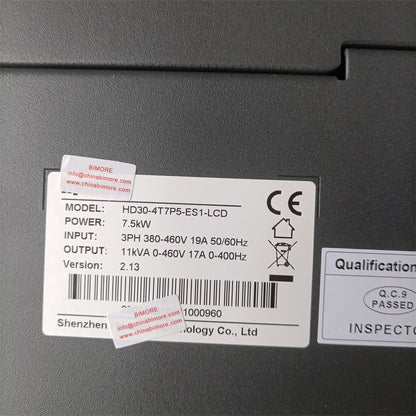 BIMORE
info@chinabimore.com
www.chinabimore.com
MODEL: HD30-4T7P5-ES1-LCD
POWER: 7.5kW
INPUT: 3PH 380-460V 19A 50/60Hz
OUTPUT: 11kVA 0-460V 17A 0-400Hz
Version: 2.13
CE
1000960
Shenzhen
Co., Ltd
BIMORE
info@chinabimore.com
www.chinabimore.com
Qualification
Q.C.9
PASSED
INSPECTO